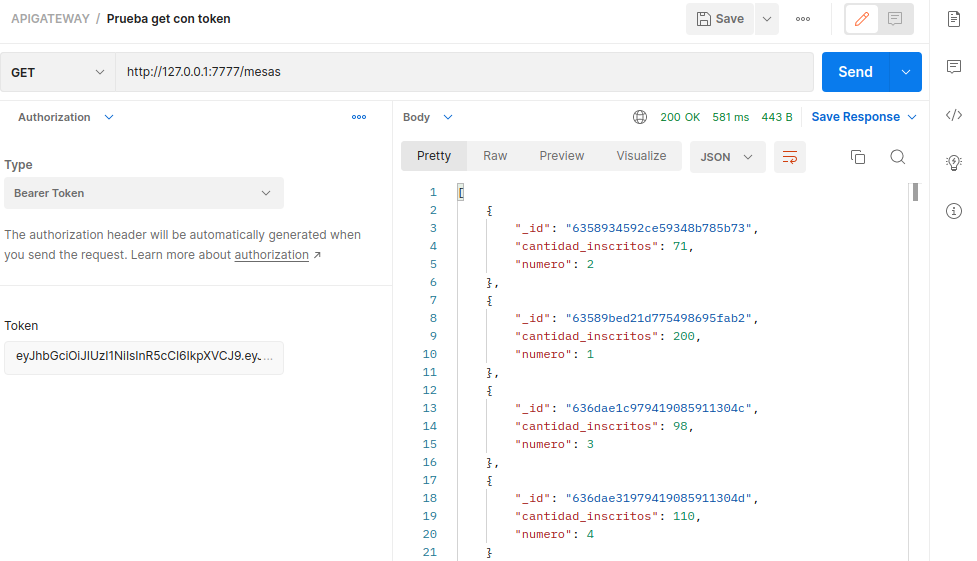 APIGATEWAY / Prueba get con token
Save
GET
http://127.0.0.1:7777/mesas
Send
Authorization
Type
Bearer Token
The authorization header will be automatically generated when
you send the request. Learn more about authorization ↗
Token
eyJhbGciOiJIUzI1NiIsInR5cCI6IkpXVCJ9.eyJ...
Body
200 OK 581 ms 443 B Save Response
Pretty Raw Preview Visualize JSON
1 [
2 {
3 "_id": "6358934592ce59348b785b73",
4 "cantidad_inscritos": 71,
5 "numero": 2
6 },
7 {
8 "_id": "63589bed21d775498695fab2",
9 "cantidad_inscritos": 200,
10 "numero": 1
11 },
12 {
13 "_id": "636dae1c979419085911304c",
14 "cantidad_inscritos": 98,
15 "numero": 3
16 },
17 {
18 "_id": "636dae31979419085911304d",
19 "cantidad_inscritos": 110,
20 "numero": 4
21 }